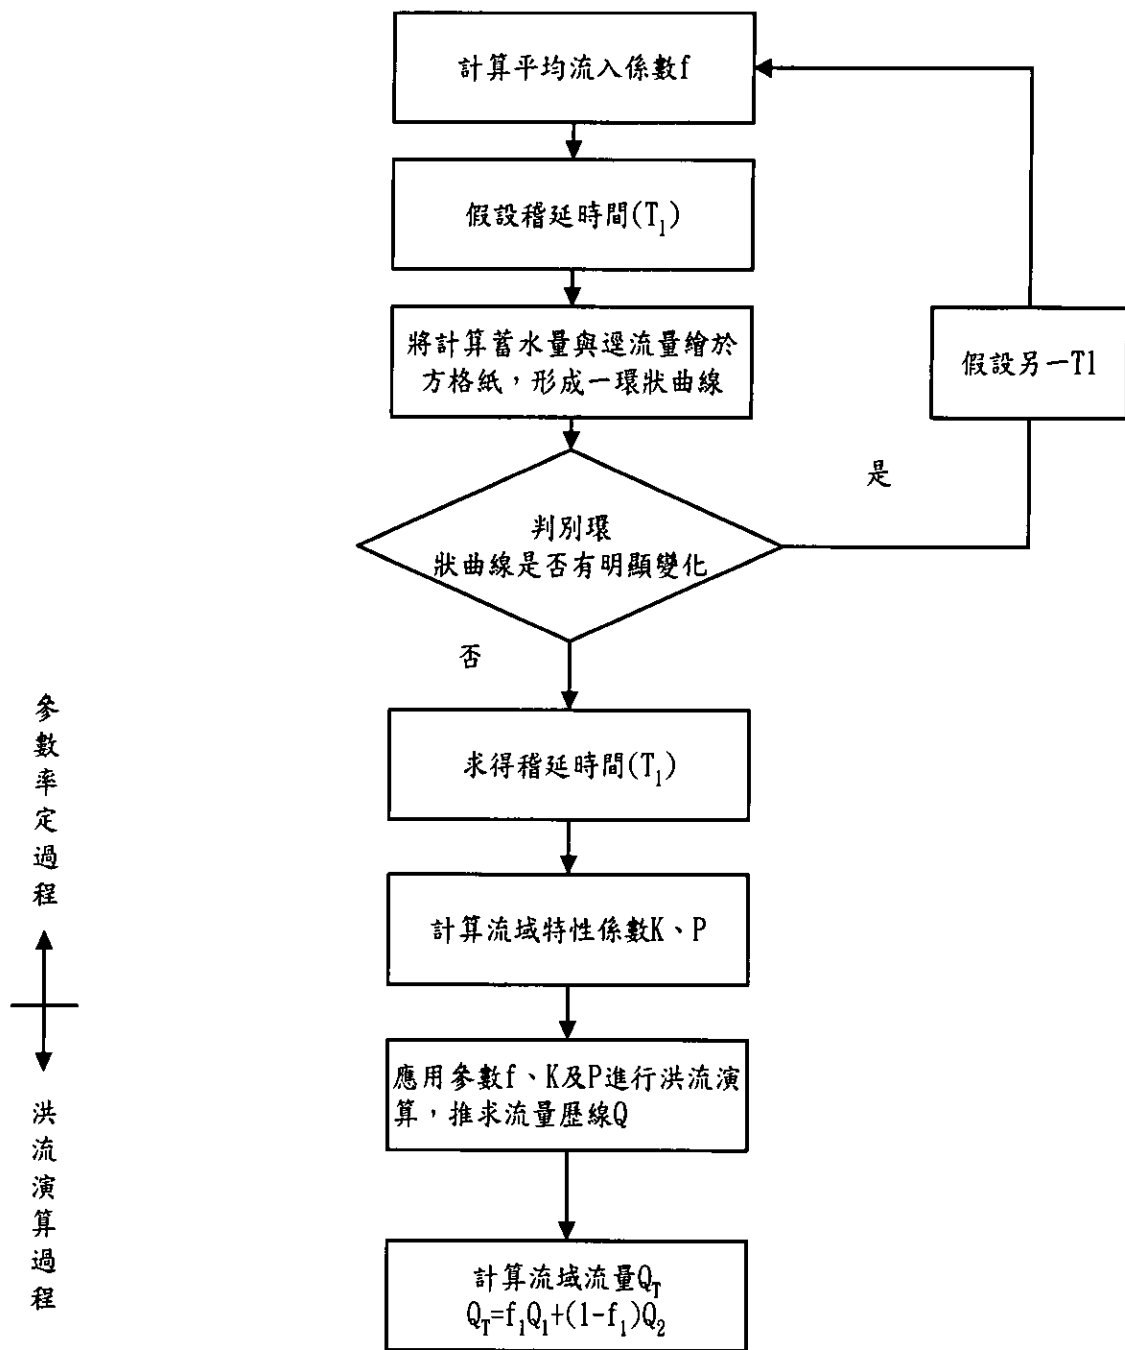 計算平均流入係數f
假設稽延時間(T₁)
將計算蓄水量與逕流量繪於
方格紙，形成一環狀曲線
假設另一T1
是
判別環
狀曲線是否有明顯變化
否
求得稽延時間(T₁)
計算流域特性係數K、P
應用參數f、K及P進行洪流演
算，推求流量歷線Q
計算流域流量Q_T
Q_T=f₁Q₁+(1-f₁)Q₂
參數率定過程
洪流演算過程